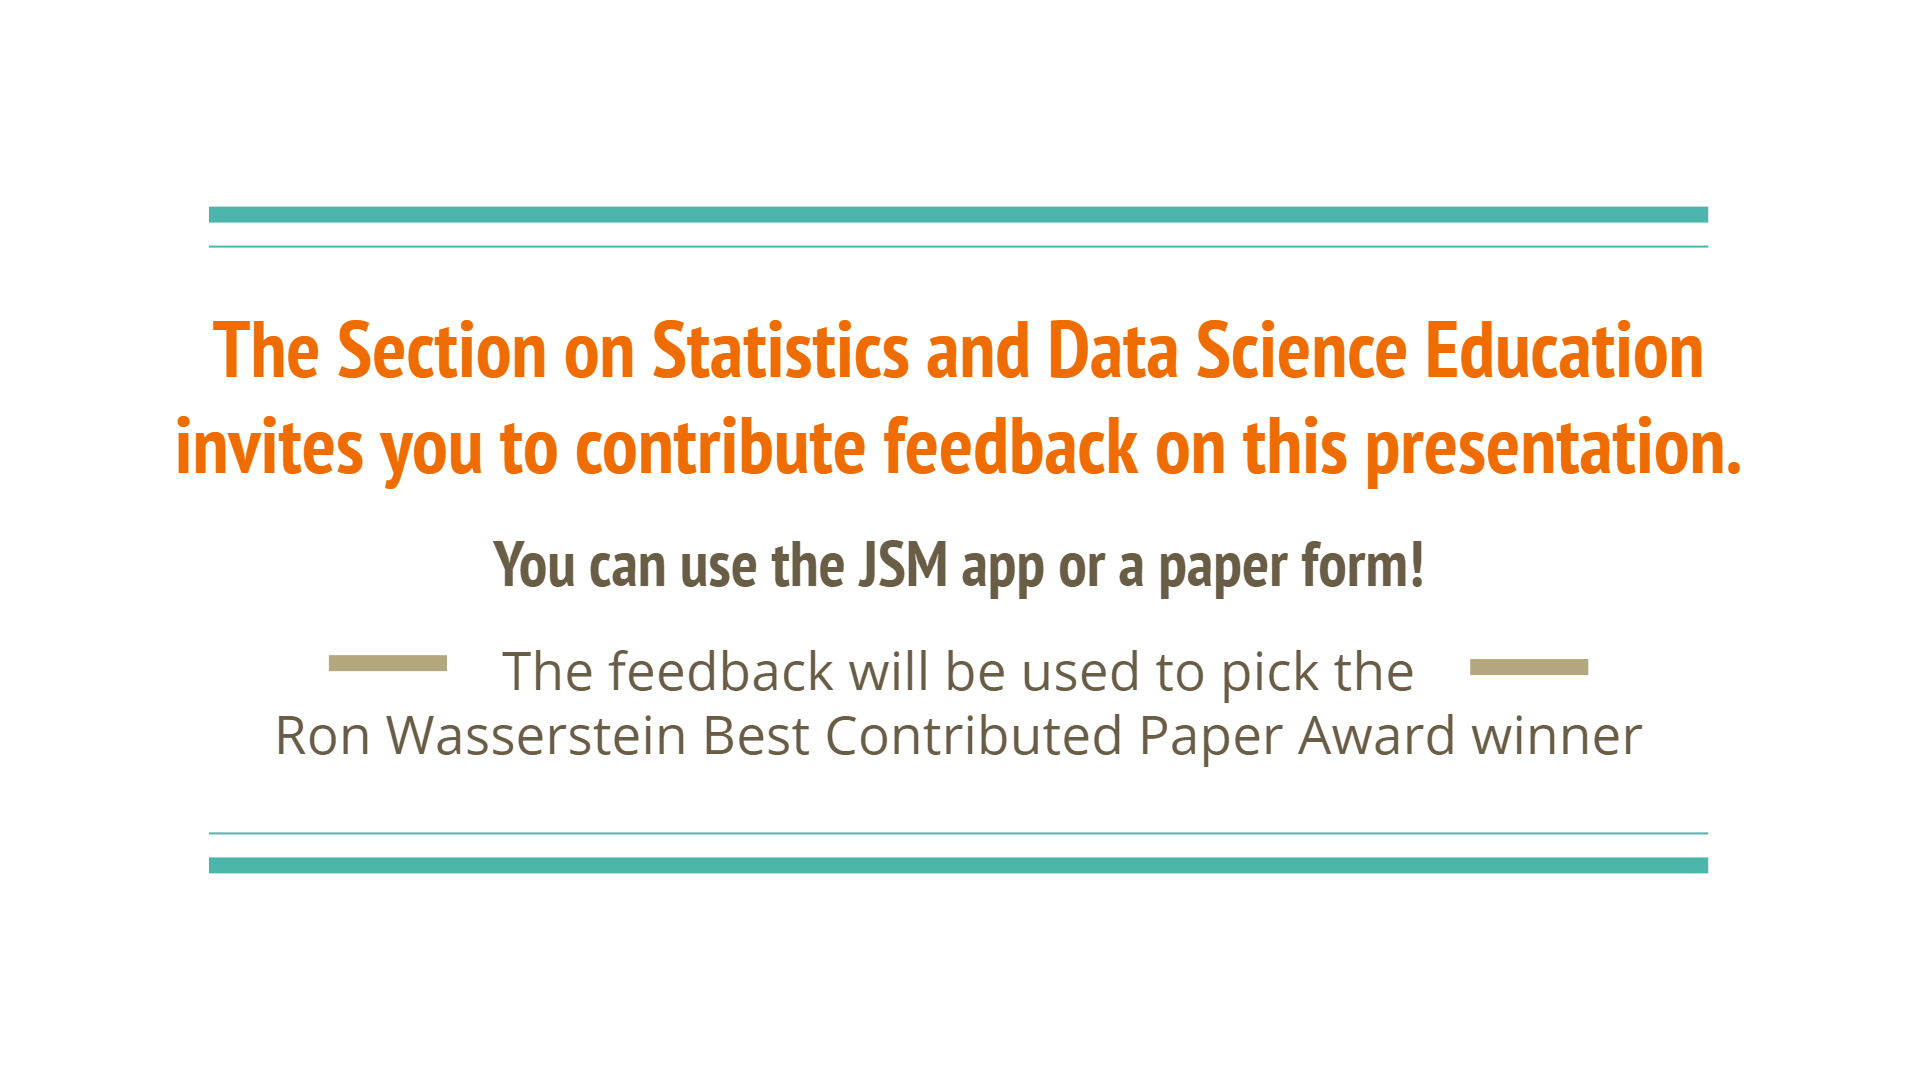 The Section on Statistics and Data Science Education
invites you to contribute feedback on this presentation.
You can use the JSM app or a paper form!
The feedback will be used to pick the
Ron Wasserstein Best Contributed Paper Award winner